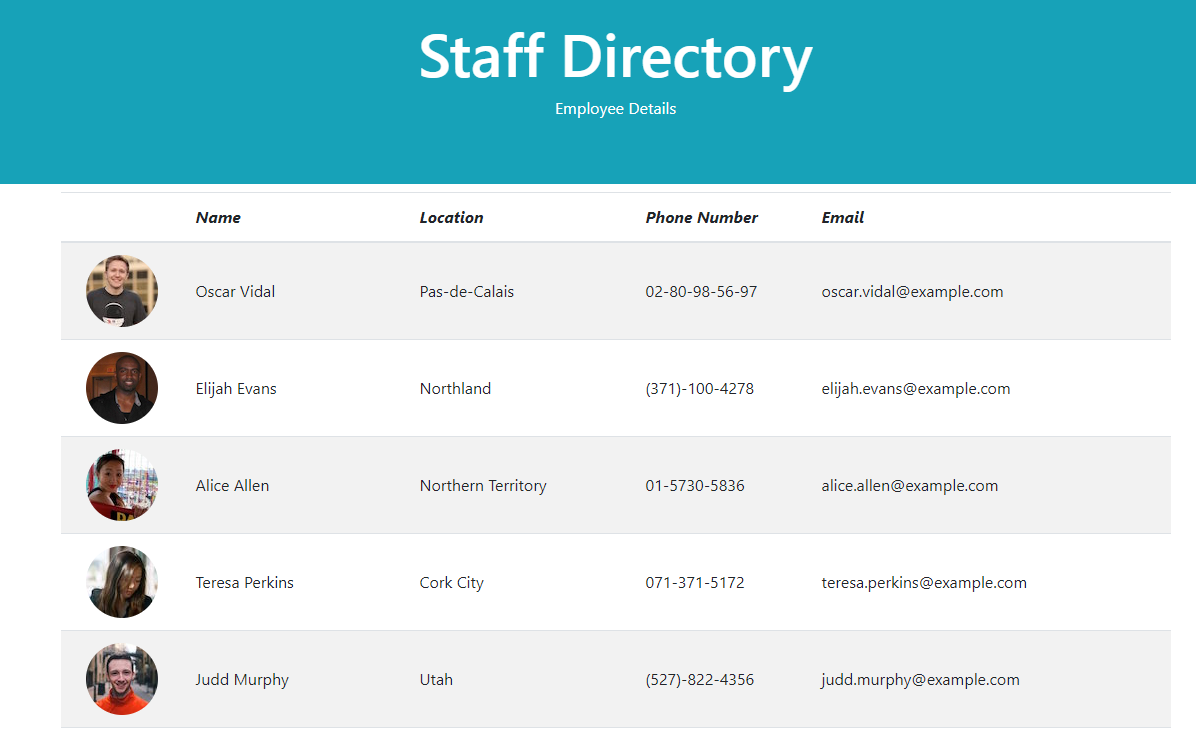 Staff Directory
Employee Details
Name Location Phone Number Email
Oscar Vidal Pas-de-Calais 02-80-98-56-97 oscar.vidal@example.com
Elijah Evans Northland (371)-100-4278 elijah.evans@example.com
Alice Allen Northern Territory 01-5730-5836 alice.allen@example.com
Teresa Perkins Cork City 071-371-5172 teresa.perkins@example.com
Judd Murphy Utah (527)-822-4356 judd.murphy@example.com